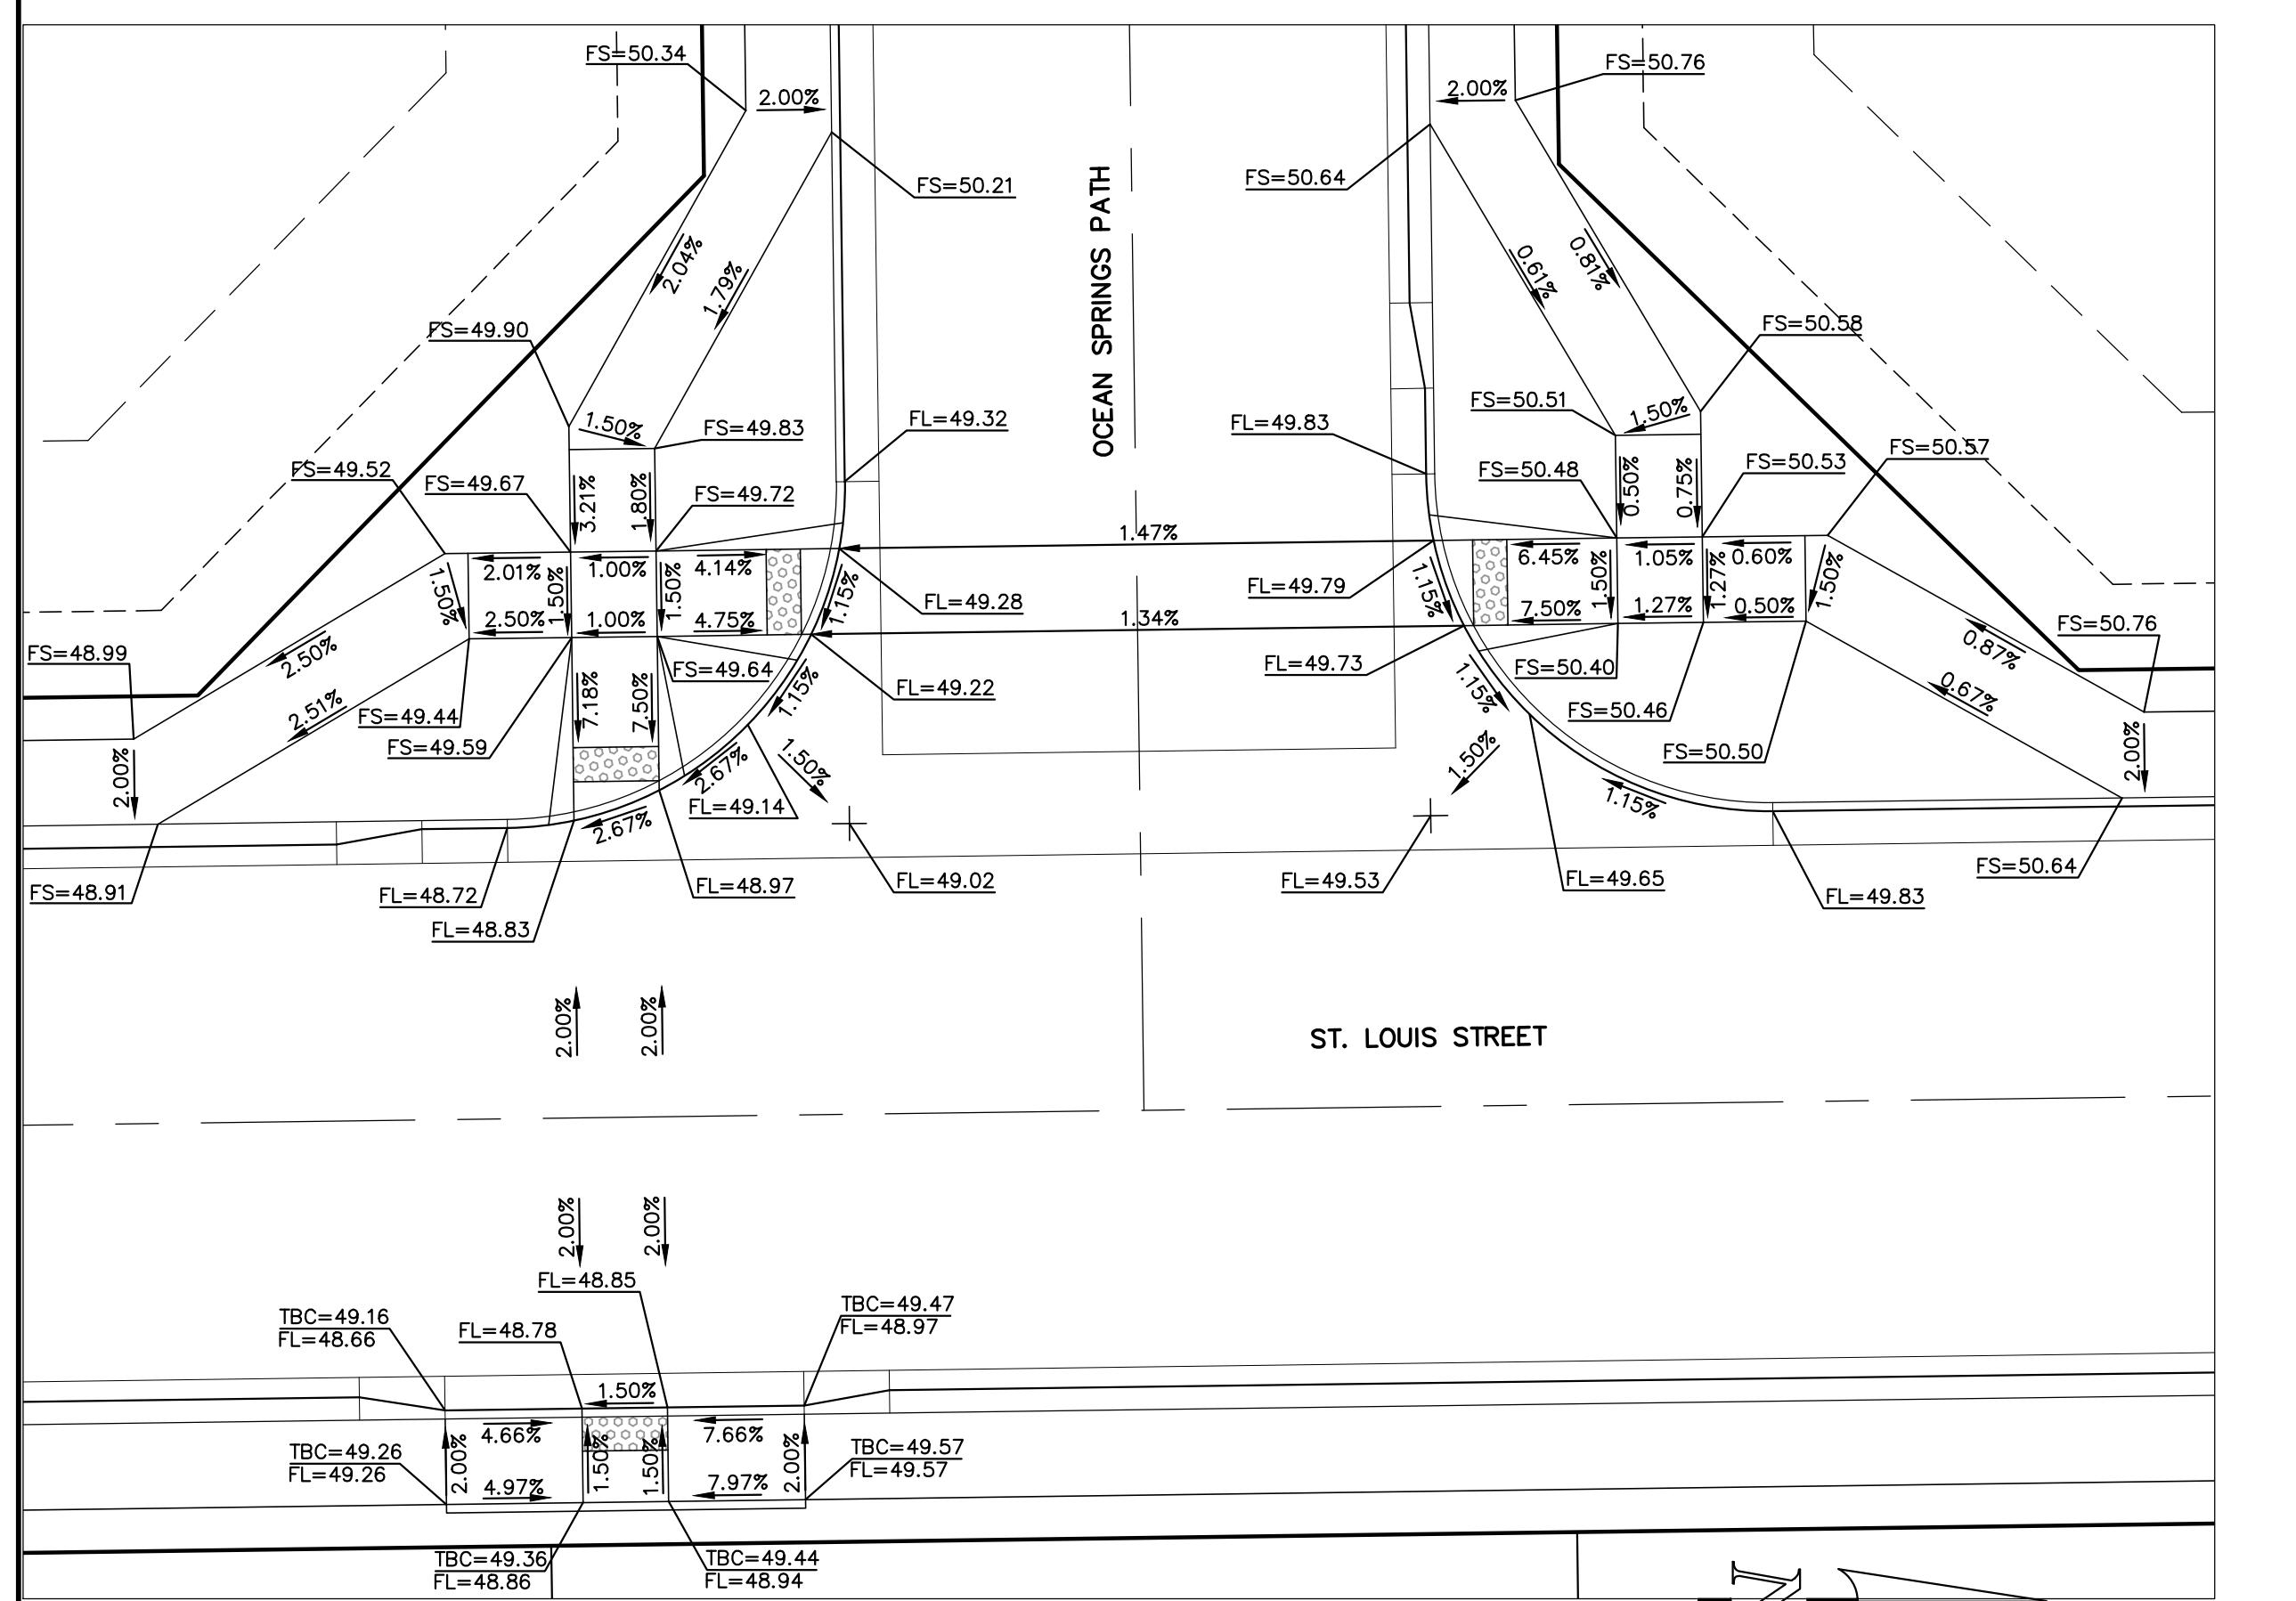 FS=50.34
2.00%
FS=50.21
2.04%
1.79%
OCEAN SPRINGS PATH
FS=50.76
2.00%
FS=50.64
0.61%
0.81%
FS=49.90
1.50%
FS=49.83
FL=49.32
FS=49.52
FS=49.67
3.21%
1.80%
FS=49.72
FL=49.83
FS=50.51
1.50%
FS=50.58
FS=50.48
0.50%
0.75%
FS=50.53
FS=50.57
1.47%
1.50%
2.01%
1.50%
1.00%
1.50%
4.14%
1.15%
FL=49.28
FL=49.79
1.15%
6.45%
1.50%
1.05%
1.27%
0.60%
1.50%
2.50%
1.00%
4.75%
1.34%
7.50%
1.27%
0.50%
FS=48.99
2.50%
2.51%
FS=49.44
FS=49.59
7.18%
7.50%
FS=49.64
1.15%
FL=49.22
FL=49.73
1.15%
FS=50.40
FS=50.46
FS=50.50
0.87%
0.67%
FS=50.76
2.00%
2.00%
2.67%
1.50%
1.50%
FL=49.14
2.67%
1.15%
FS=48.91
FL=48.72
FL=48.83
FL=48.97
FL=49.02
FL=49.53
FL=49.65
FL=49.83
FS=50.64
2.00%
2.00%
ST. LOUIS STREET
2.00%
2.00%
FL=48.85
TBC=49.16
FL=48.66
FL=48.78
TBC=49.47
FL=48.97
1.50%
4.66%
7.66%
TBC=49.26
FL=49.26
2.00%
1.50%
1.50%
2.00%
TBC=49.57
FL=49.57
4.97%
7.97%
TBC=49.36
FL=48.86
TBC=49.44
FL=48.94
N